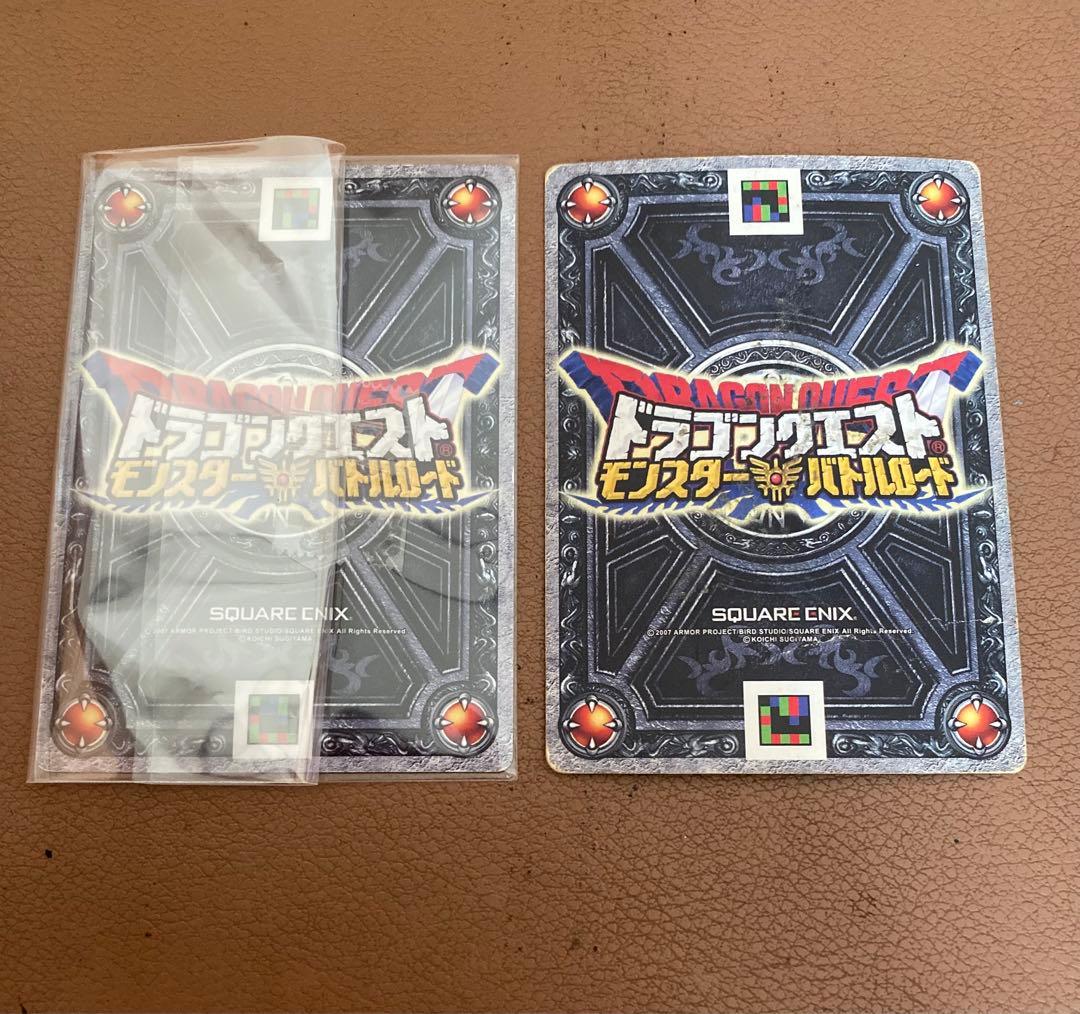 DRAGON QUEST
ドラゴンクエスト®
モンスターバトルロード
SQUARE ENIX
© 2007 ARMOR PROJECT/BIRD STUDIO/SQUARE ENIX All Rights Reserved.
© KOICHI SUGIYAMA
DRAGON QUEST
ドラゴンクエスト®
モンスターバトルロード
N
SQUARE ENIX.
© 2007 ARMOR PROJECT/BIRD STUDIO/SQUARE ENIX All Rights Reserved.
© KOICHI SUGIYAMA